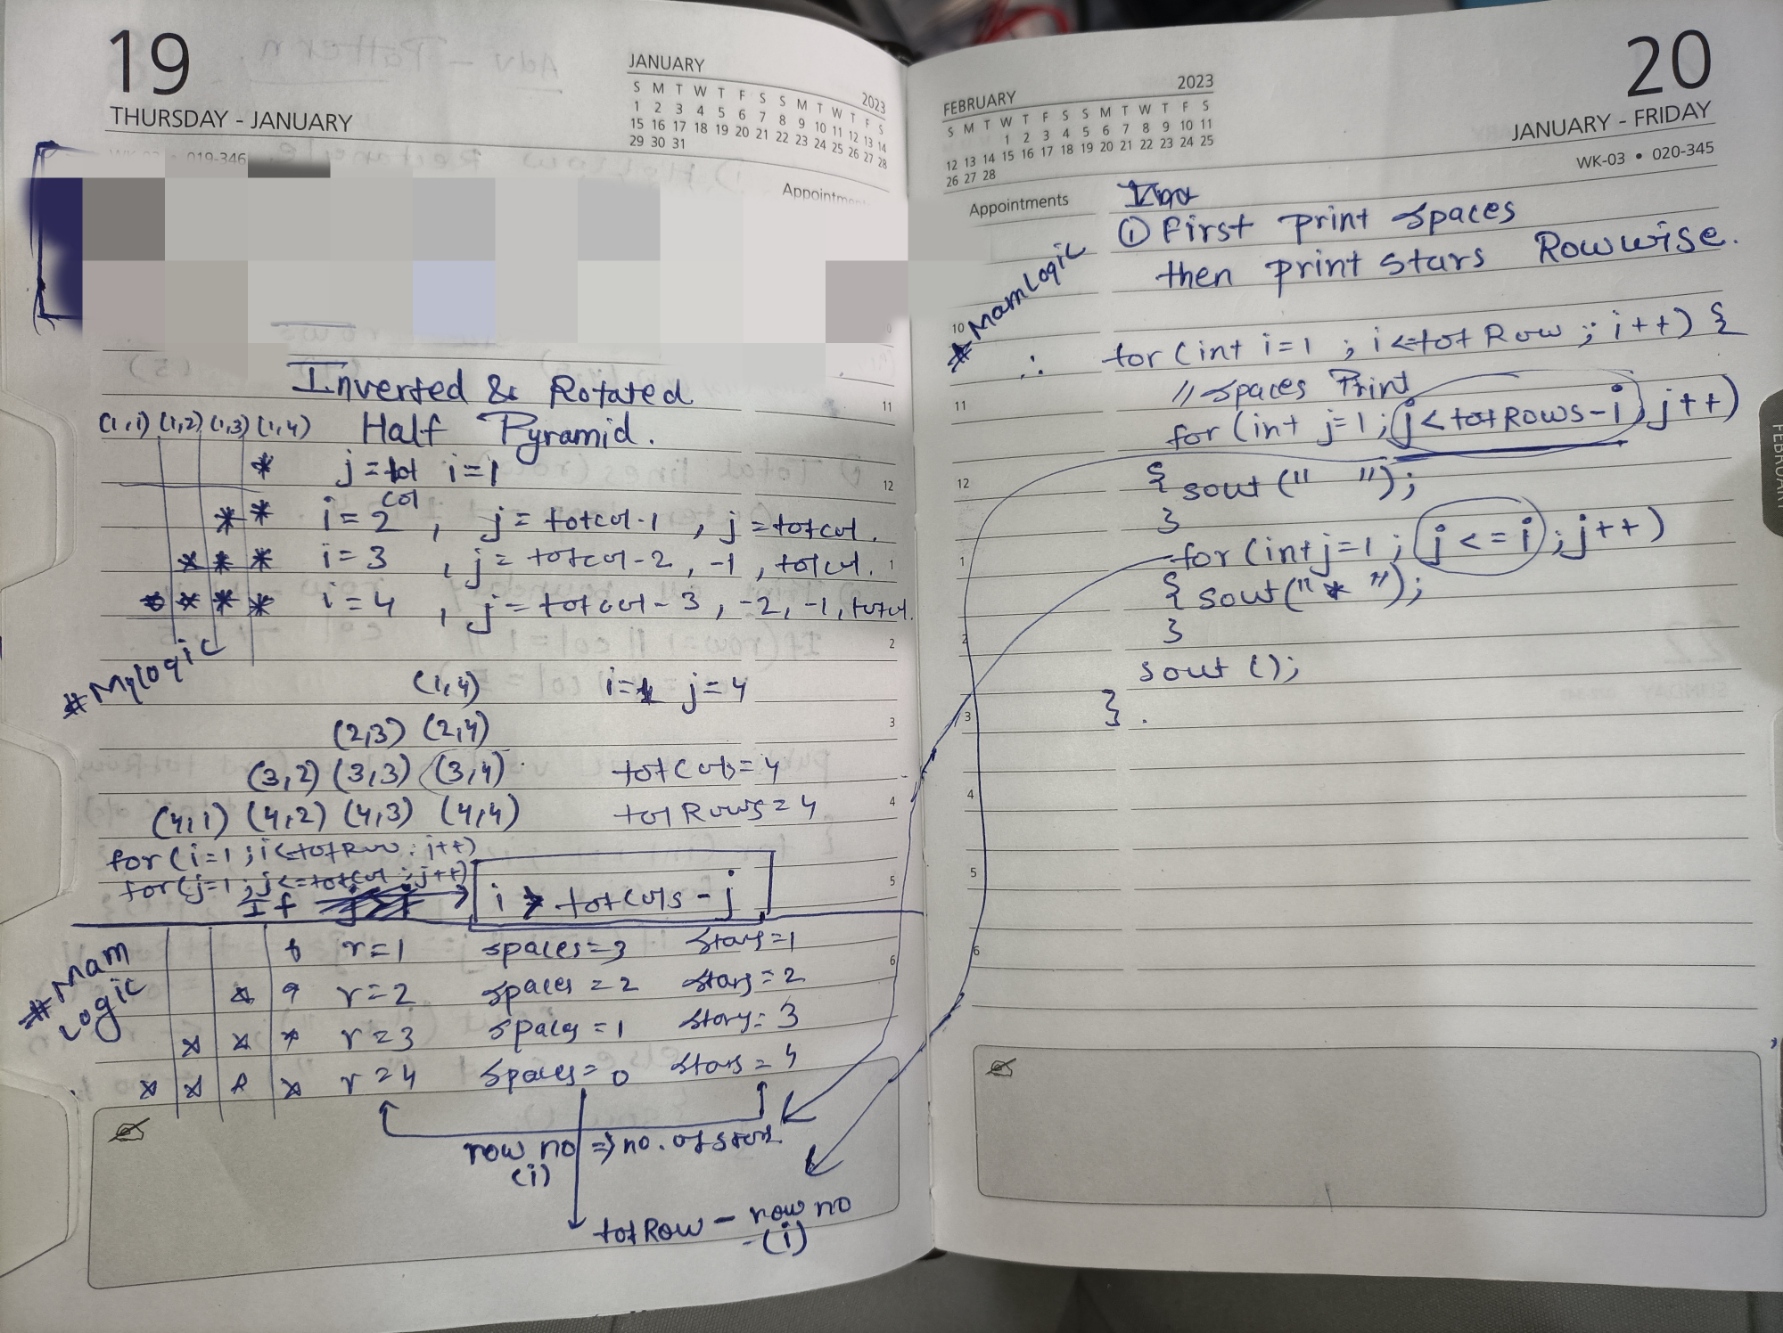 19
THURSDAY - JANUARY
JANUARY 2023
S M T W T F S S M T W T F S
1 2 3 4 5 6 7 8 9 10 11 12 13 14
15 16 17 18 19 20 21 22 23 24 25 26 27 28
29 30 31
019-346
Inverted & Rotated
(1,1) (1,2) (1,3) (1,4) Half Pyramid.
* j = tot col i=1
* * i = 2 , j = totcol-1 , j = totcol.
* * * i = 3 , j = totcol-2 , -1 , totcol.
* * * * i = 4 , j = totcol-3 , -2, -1, totcol.
# My logic
(1,4) i=1 j=4
(2,3) (2,4)
(3,2) (3,3) (3,4) totCols = 4
(4,1) (4,2) (4,3) (4,4) totRows = 4
for(i=1; i<=totRow; i++)
for(j=1; j<=totcol; j++)
If i > totCols - j
# Mam Logic
* r=1 spaces=3 Stars=1
* * r=2 spaces=2 stars=2
* * * r=3 spaces=1 stars=3
* * * * r=4 spaces=0 stars=4
row no => no. of stars.
(i)
totRow - row no
(i)
20
JANUARY - FRIDAY
FEBRUARY 2023
S M T W T F S S M T W T F S
1 2 3 4 5 6 7 8 9 10 11
12 13 14 15 16 17 18 19 20 21 22 23 24 25
26 27 28
WK-03 • 020-345
Appointments
* Mam Logic
① First print spaces
then print stars Rowwise.
∴ for(int i=1 ; i<=totRow ; i++) {
// spaces Print
for(int j=1; j<totRows-i; j++)
{ sout(" ");
}
for(int j=1; j<=i; j++)
{ sout("*");
}
sout();
}.